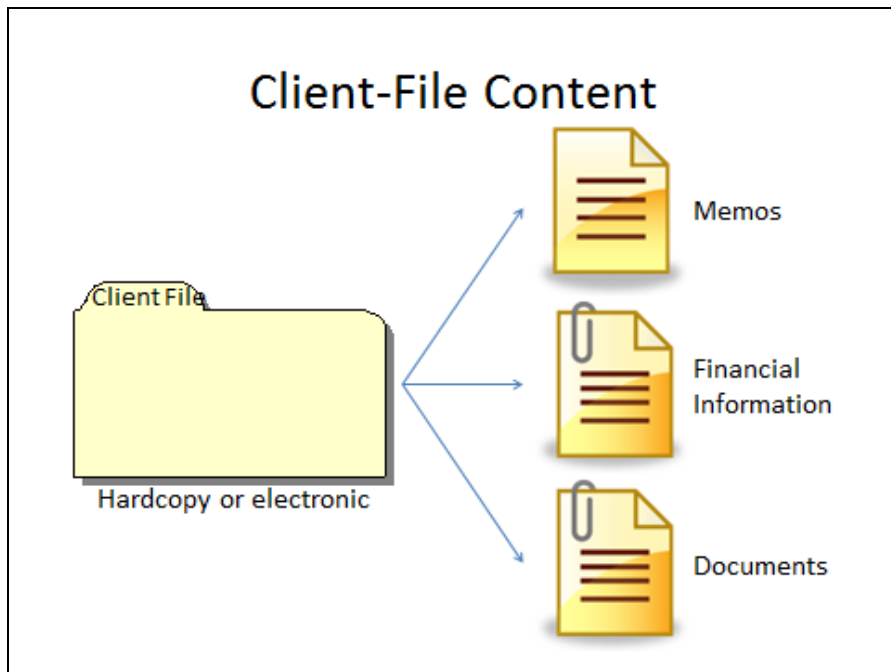 Client-File Content
Client File
Hardcopy or electronic
Memos
Financial
Information
Documents